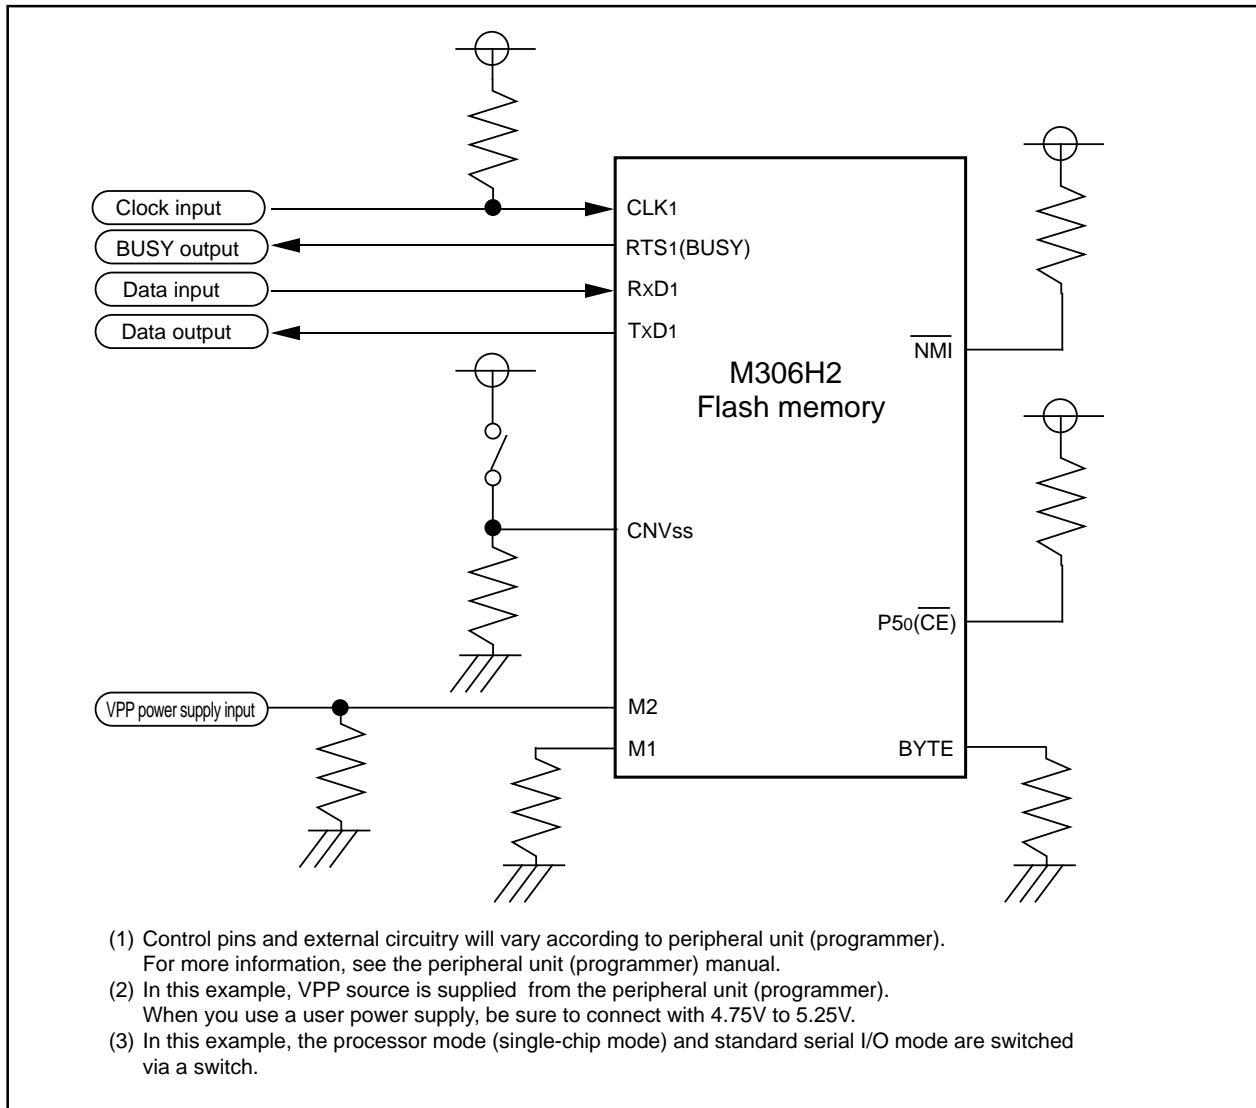 Clock input
BUSY output
Data input
Data output
VPP power supply input
CLK1
RTS1(BUSY)
RXD1
TXD1
CNVss
M2
M1
M306H2
Flash memory
NMI
P50(CE)
BYTE
(1) Control pins and external circuitry will vary according to peripheral unit (programmer).
For more information, see the peripheral unit (programmer) manual.
(2) In this example, VPP source is supplied from the peripheral unit (programmer).
When you use a user power supply, be sure to connect with 4.75V to 5.25V.
(3) In this example, the processor mode (single-chip mode) and standard serial I/O mode are switched
via a switch.